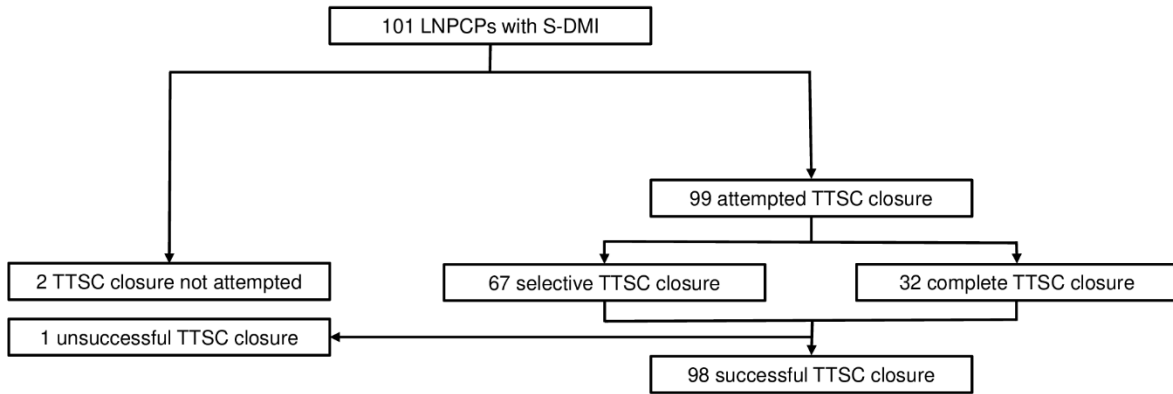 101 LNPCPs with S-DMI
99 attempted TTSC closure
2 TTSC closure not attempted
67 selective TTSC closure
32 complete TTSC closure
1 unsuccessful TTSC closure
98 successful TTSC closure